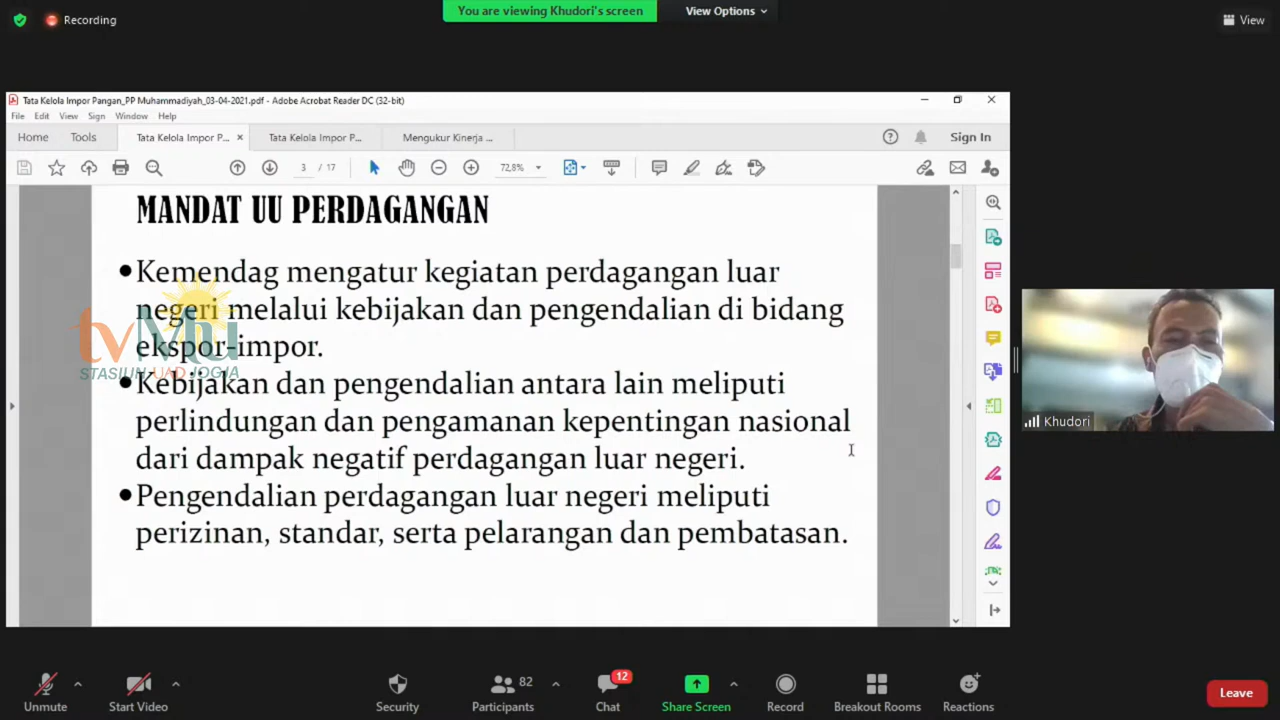 Recording
You are viewing Khudori's screen
View Options
View
Tata Kelola Impor Pangan_PP Muhammadiyah_03-04-2021.pdf - Adobe Acrobat Reader DC (32-bit)
File Edit View Sign Window Help
Home Tools Tata Kelola Impor P... Tata Kelola Impor P... Mengukur Kinerja ... Sign In
3 / 17 72,8%
MANDAT UU PERDAGANGAN
•Kemendag mengatur kegiatan perdagangan luar
negeri melalui kebijakan dan pengendalian di bidang
ekspor-impor.
•Kebijakan dan pengendalian antara lain meliputi
perlindungan dan pengamanan kepentingan nasional
dari dampak negatif perdagangan luar negeri.
•Pengendalian perdagangan luar negeri meliputi
perizinan, standar, serta pelarangan dan pembatasan.
tvMu
STASIUN UAD JOGJA
Khudori
82
12
Unmute
Start Video
Security
Participants
Chat
Share Screen
Record
Breakout Rooms
Reactions
Leave